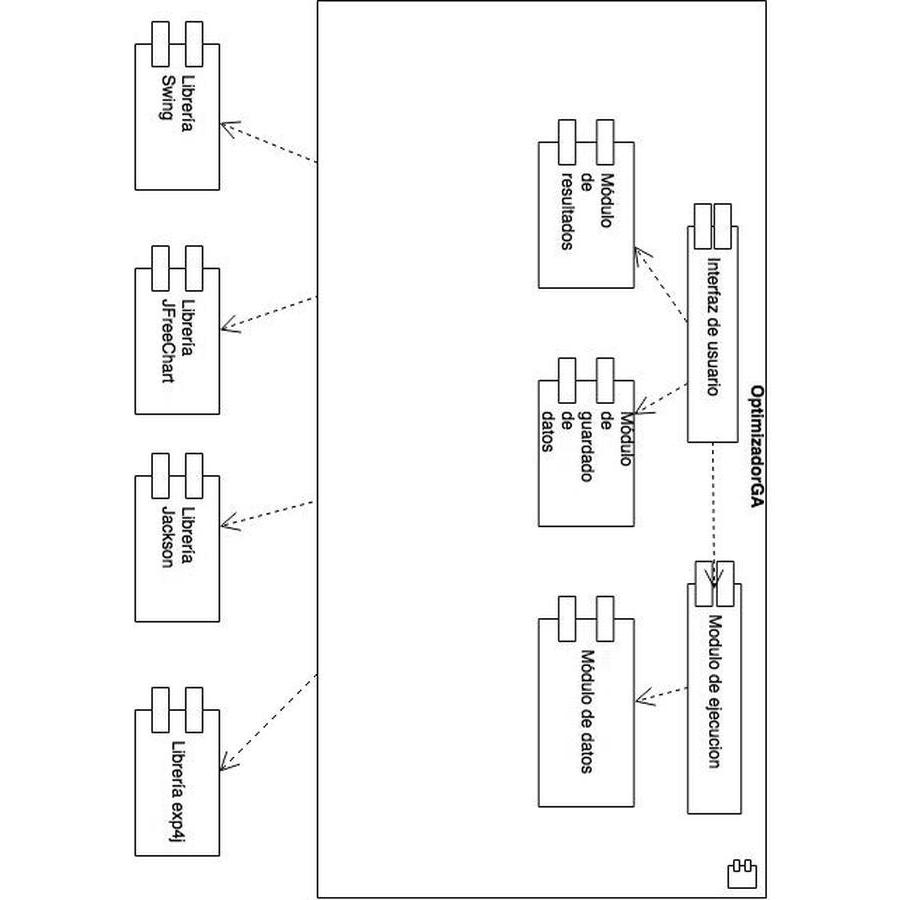 OptimizadorGA
Interfaz de usuario
Modulo de ejecucion
Módulo
de
resultados
Módulo
de
guardado
de
datos
Módulo de datos
Librería
Swing
Librería
JFreeChart
Librería
Jackson
Librería exp4j